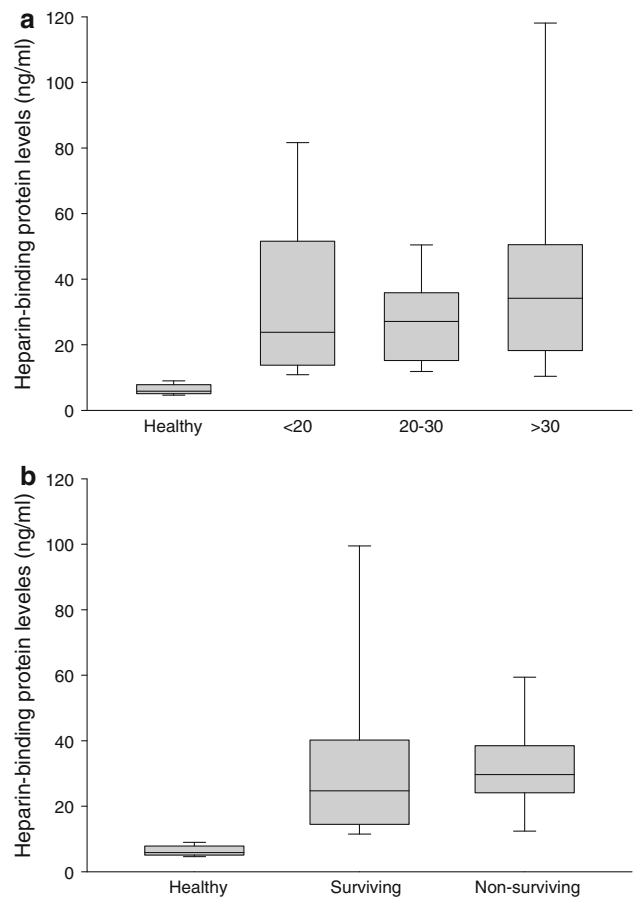 a
Heparin-binding protein levels (ng/ml)
120
100
80
60
40
20
0
Healthy <20 20-30 >30
b
Heparin-binding protein leveles (ng/ml)
120
100
80
60
40
20
0
Healthy Surviving Non-surviving